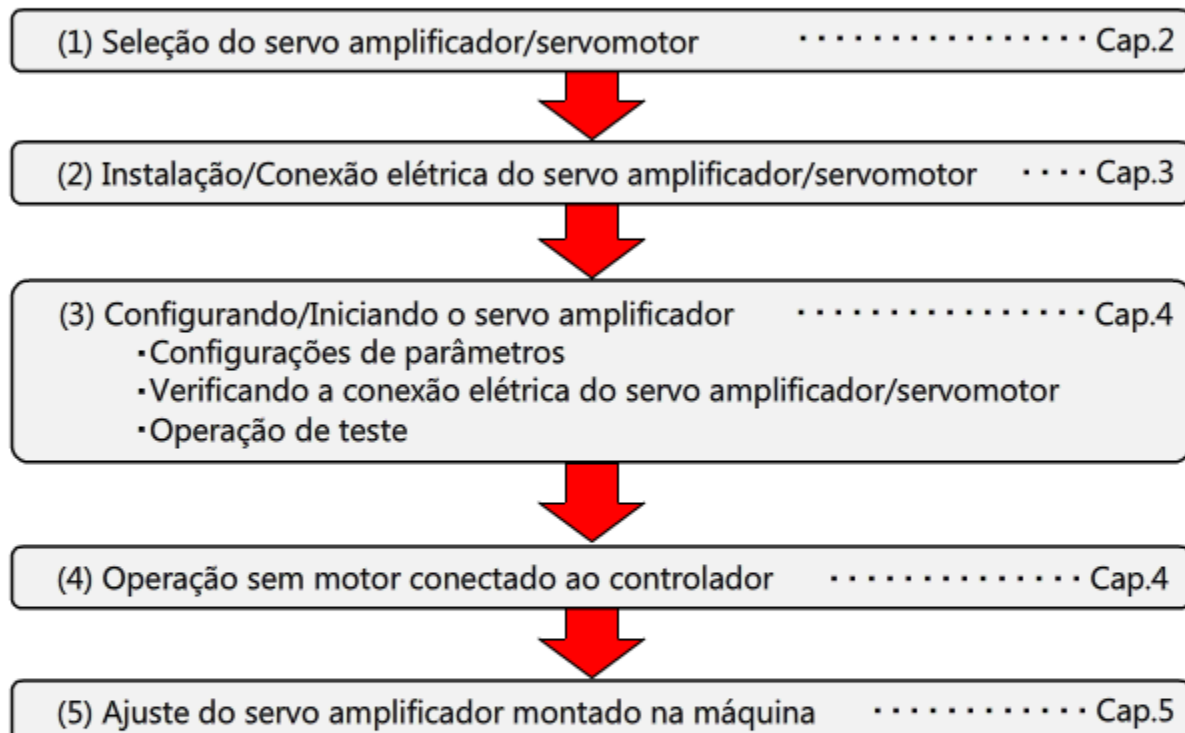 (1) Seleção do servo amplificador/servomotor ・・・・・・・・・・・・・・・・ Cap.2
(2) Instalação/Conexão elétrica do servo amplificador/servomotor ・・・・ Cap.3
(3) Configurando/Iniciando o servo amplificador ・・・・・・・・・・・・・・・・ Cap.4
・Configurações de parâmetros
・Verificando a conexão elétrica do servo amplificador/servomotor
・Operação de teste
(4) Operação sem motor conectado ao controlador ・・・・・・・・・・・・・・ Cap.4
(5) Ajuste do servo amplificador montado na máquina ・・・・・・・・・・・・ Cap.5